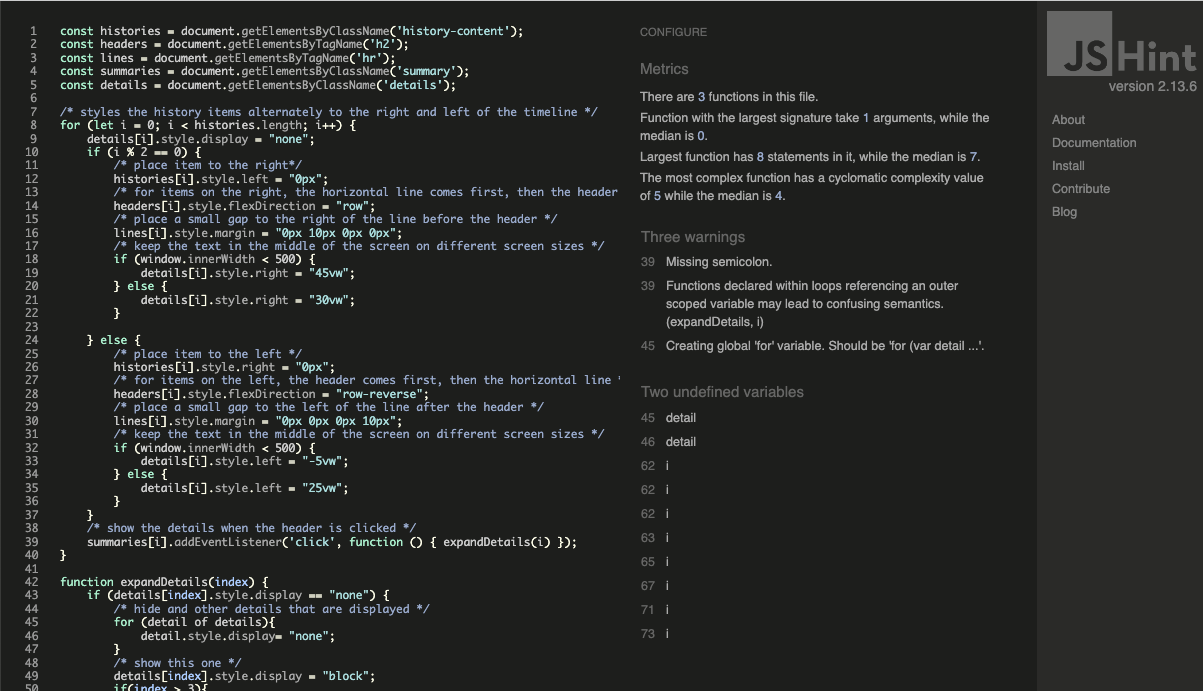 1 const histories = document.getElementsByClassName('history-content');
2 const headers = document.getElementsByTagName('h2');
3 const lines = document.getElementsByTagName('hr');
4 const summaries = document.getElementsByClassName('summary');
5 const details = document.getElementsByClassName('details');
6
7 /* styles the history items alternately to the right and left of the timeline */
8 for (let i = 0; i < histories.length; i++) {
9 details[i].style.display = "none";
10 if (i % 2 == 0) {
11 /* place item to the right*/
12 histories[i].style.left = "0px";
13 /* for items on the right, the horizontal line comes first, then the header
14 headers[i].style.flexDirection = "row";
15 /* place a small gap to the right of the line before the header */
16 lines[i].style.margin = "0px 10px 0px 0px";
17 /* keep the text in the middle of the screen on different screen sizes */
18 if (window.innerWidth < 500) {
19 details[i].style.right = "45vw";
20 } else {
21 details[i].style.right = "30vw";
22 }
23
24 } else {
25 /* place item to the left */
26 histories[i].style.right = "0px";
27 /* for items on the left, the header comes first, then the horizontal line
28 headers[i].style.flexDirection = "row-reverse";
29 /* place a small gap to the left of the line after the header */
30 lines[i].style.margin = "0px 0px 0px 10px";
31 /* keep the text in the middle of the screen on different screen sizes */
32 if (window.innerWidth < 500) {
33 details[i].style.left = "-5vw";
34 } else {
35 details[i].style.left = "25vw";
36 }
37 }
38 /* show the details when the header is clicked */
39 summaries[i].addEventListener('click', function () { expandDetails(i) });
40 }
41
42 function expandDetails(index) {
43 if (details[index].style.display == "none") {
44 /* hide and other details that are displayed */
45 for (detail of details){
46 detail.style.display= "none";
47 }
48 /* show this one */
49 details[index].style.display = "block";
50 if(index > 3){
CONFIGURE
Metrics
There are 3 functions in this file.
Function with the largest signature take 1 arguments, while the
median is 0.
Largest function has 8 statements in it, while the median is 7.
The most complex function has a cyclomatic complexity value
of 5 while the median is 4.
Three warnings
39 Missing semicolon.
39 Functions declared within loops referencing an outer
scoped variable may lead to confusing semantics.
(expandDetails, i)
45 Creating global 'for' variable. Should be 'for (var detail ...'.
Two undefined variables
45 detail
46 detail
62 i
62 i
62 i
63 i
65 i
67 i
71 i
73 i
JSHint
version 2.13.6
About
Documentation
Install
Contribute
Blog